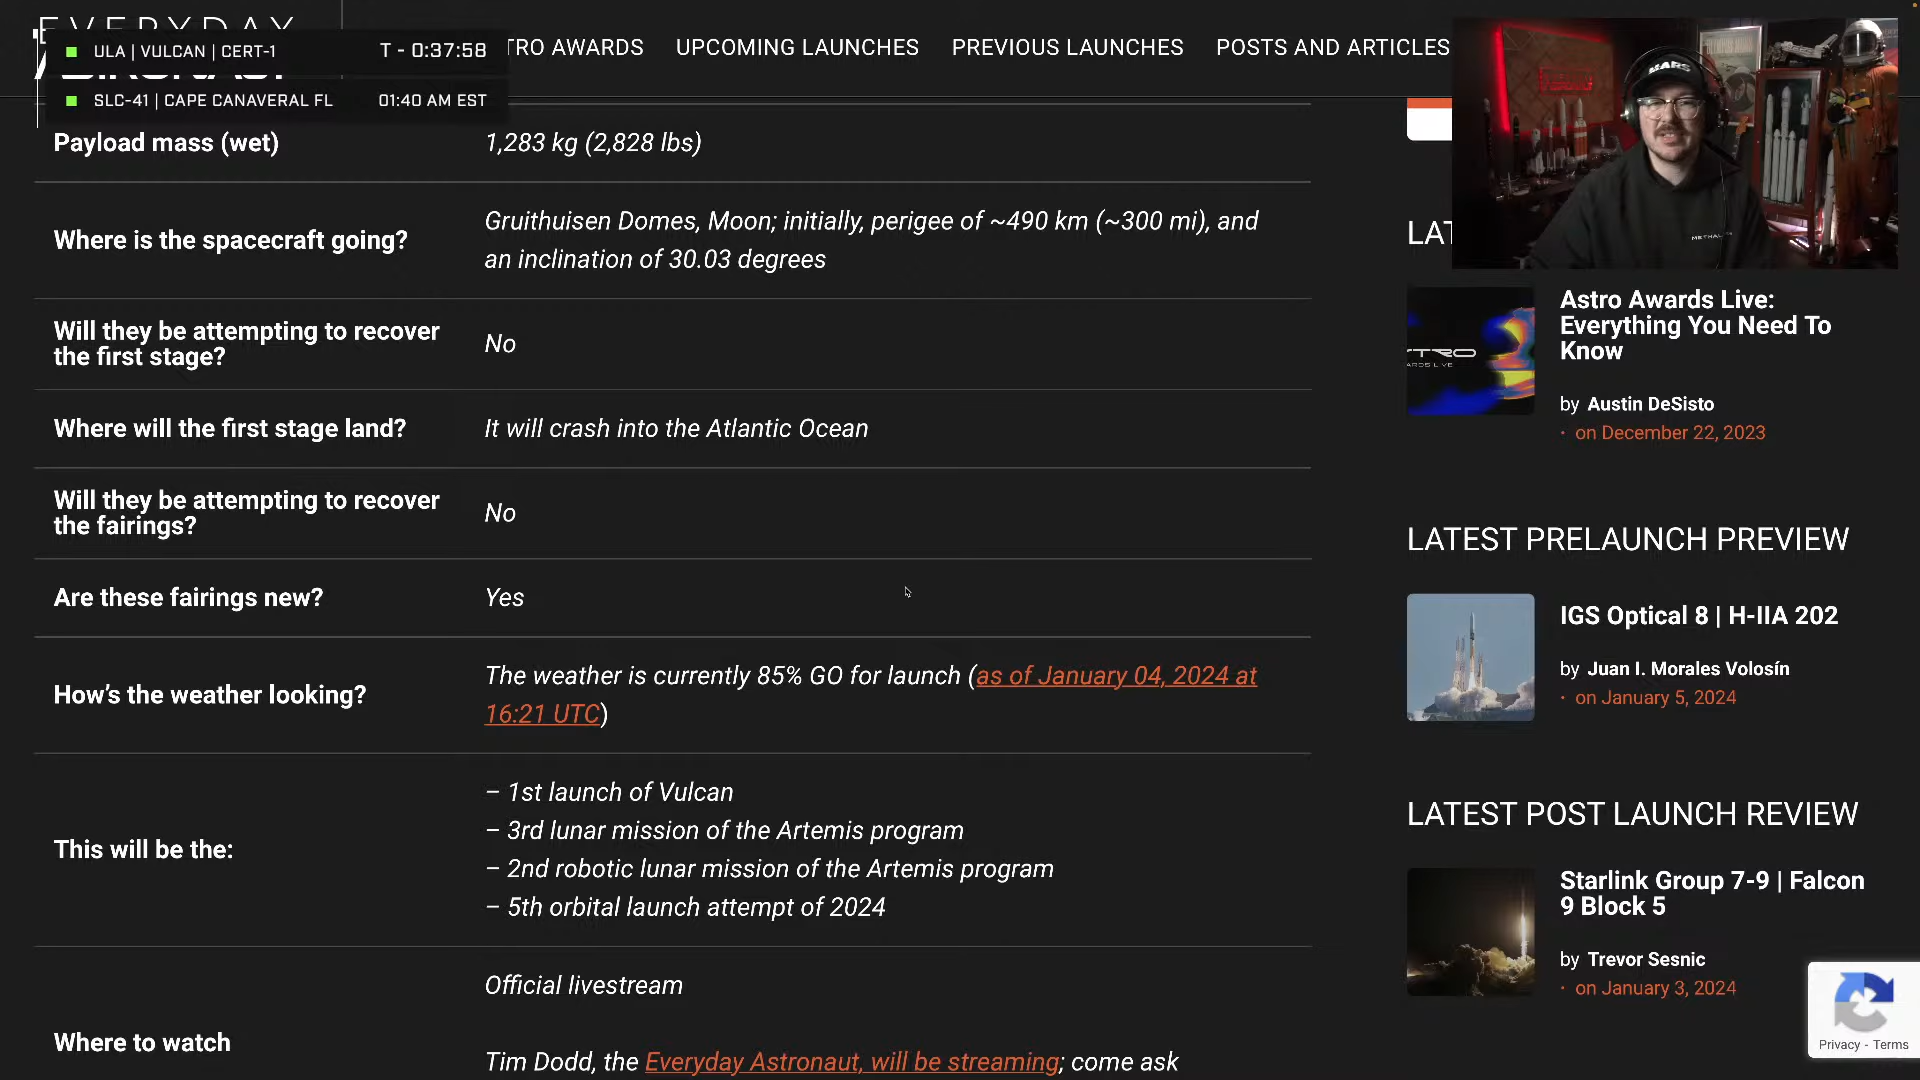 EVERYDAY
ULA | VULCAN | CERT-1
T - 0:37:58
SLC-41 | CAPE CANAVERAL FL
01:40 AM EST
TRO AWARDS
UPCOMING LAUNCHES
PREVIOUS LAUNCHES
POSTS AND ARTICLES
MARS
Payload mass (wet)
1,283 kg (2,828 lbs)
Where is the spacecraft going?
Gruithuisen Domes, Moon; initially, perigee of ~490 km (~300 mi), and
an inclination of 30.03 degrees
Will they be attempting to recover
the first stage?
No
Where will the first stage land?
It will crash into the Atlantic Ocean
Will they be attempting to recover
the fairings?
No
Are these fairings new?
Yes
How's the weather looking?
The weather is currently 85% GO for launch (as of January 04, 2024 at
16:21 UTC)
This will be the:
– 1st launch of Vulcan
– 3rd lunar mission of the Artemis program
– 2nd robotic lunar mission of the Artemis program
– 5th orbital launch attempt of 2024
Where to watch
Official livestream
Tim Dodd, the Everyday Astronaut, will be streaming; come ask
LAT
Astro Awards Live:
Everything You Need To
Know
by Austin DeSisto
· on December 22, 2023
LATEST PRELAUNCH PREVIEW
IGS Optical 8 | H-IIA 202
by Juan I. Morales Volosín
· on January 5, 2024
LATEST POST LAUNCH REVIEW
Starlink Group 7-9 | Falcon
9 Block 5
by Trevor Sesnic
· on January 3, 2024
Privacy - Terms